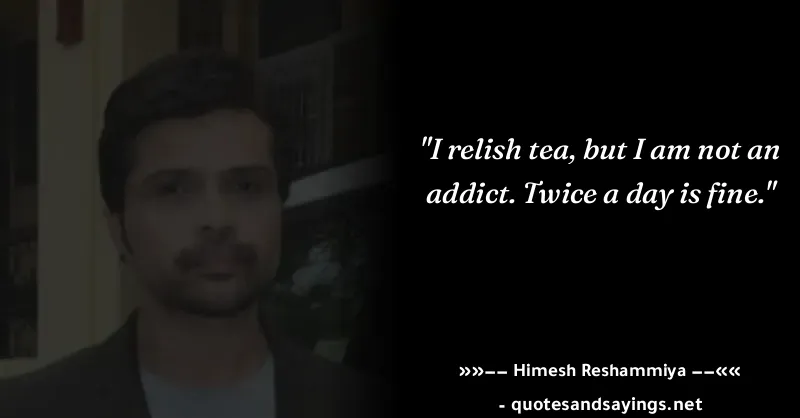 "I relish tea, but I am not an
addict. Twice a day is fine."
»»−− Himesh Reshammiya −−««
- quotesandsayings.net